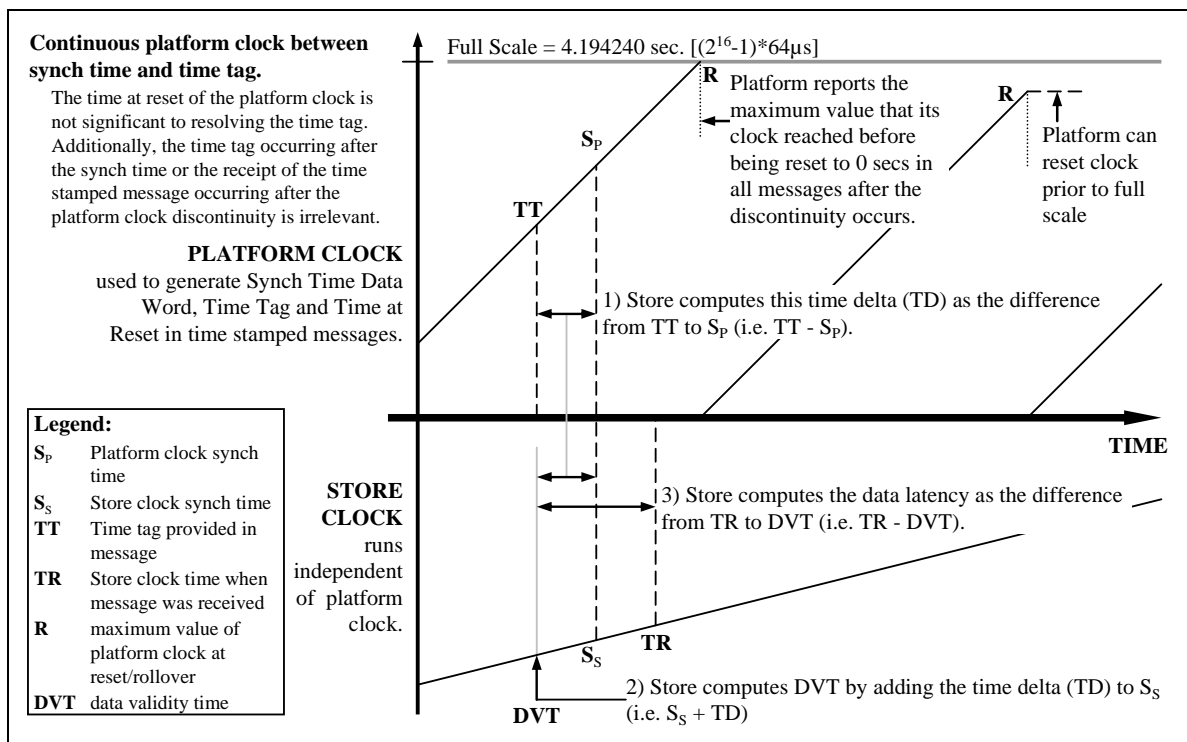 Continuous platform clock between
synch time and time tag.
The time at reset of the platform clock is
not significant to resolving the time tag.
Additionally, the time tag occurring after
the synch time or the receipt of the time
stamped message occurring after the
platform clock discontinuity is irrelevant.
PLATFORM CLOCK
used to generate Synch Time Data
Word, Time Tag and Time at
Reset in time stamped messages.
Full Scale = 4.194240 sec. [(2¹⁶-1)*64µs]
R
Platform reports the
maximum value that its
clock reached before
being reset to 0 secs in
all messages after the
discontinuity occurs.
R
Platform can
reset clock
prior to full
scale
S_P
TT
1) Store computes this time delta (TD) as the difference
from TT to S_P (i.e. TT - S_P).
TIME
Legend:
S_P Platform clock synch
time
S_S Store clock synch time
TT Time tag provided in
message
TR Store clock time when
message was received
R maximum value of
platform clock at
reset/rollover
DVT data validity time
STORE
CLOCK
runs
independent
of platform
clock.
3) Store computes the data latency as the difference
from TR to DVT (i.e. TR - DVT).
S_S
TR
DVT
2) Store computes DVT by adding the time delta (TD) to S_S
(i.e. S_S + TD)